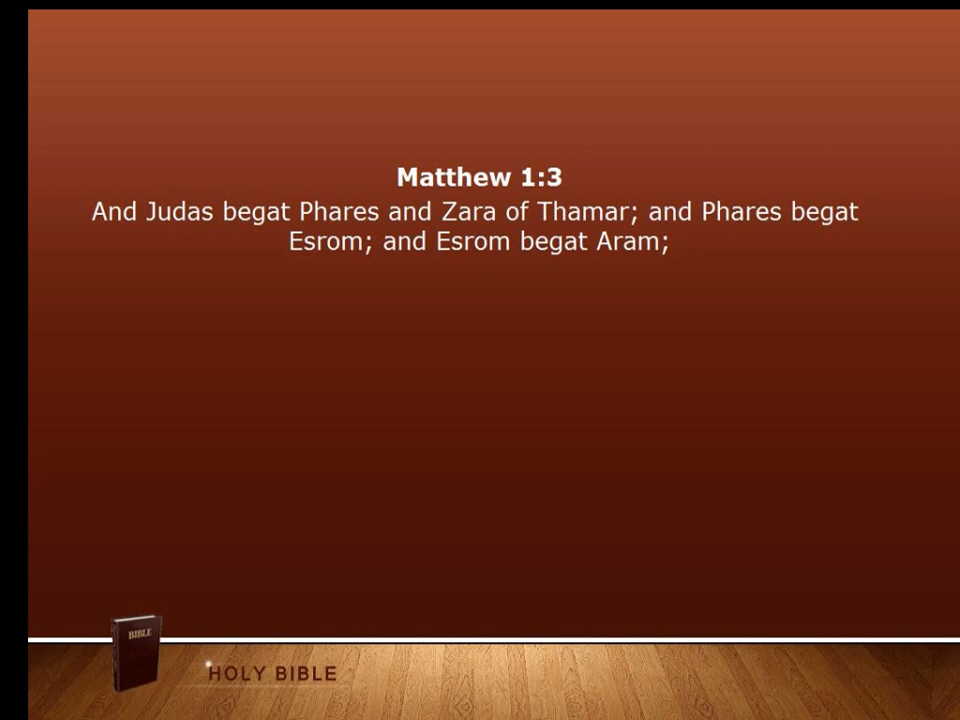 Matthew 1:3
And Judas begat Phares and Zara of Thamar; and Phares begat
Esrom; and Esrom begat Aram;
BIBLE
HOLY BIBLE